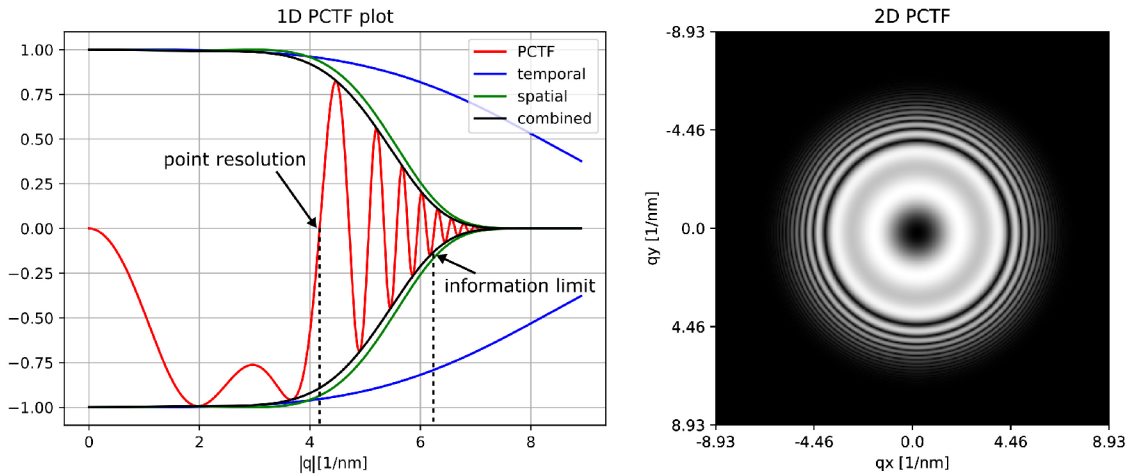 1D PCTF plot
1.00
0.75
0.50
0.25
0.00
−0.25
−0.50
−0.75
−1.00
0 2 4 6 8
|q|[1/nm]
PCTF
temporal
spatial
combined
point resolution
information limit
2D PCTF
-8.93
-4.46
0.0
4.46
8.93
qy [1/nm]
-8.93 -4.46 0.0 4.46 8.93
qx [1/nm]